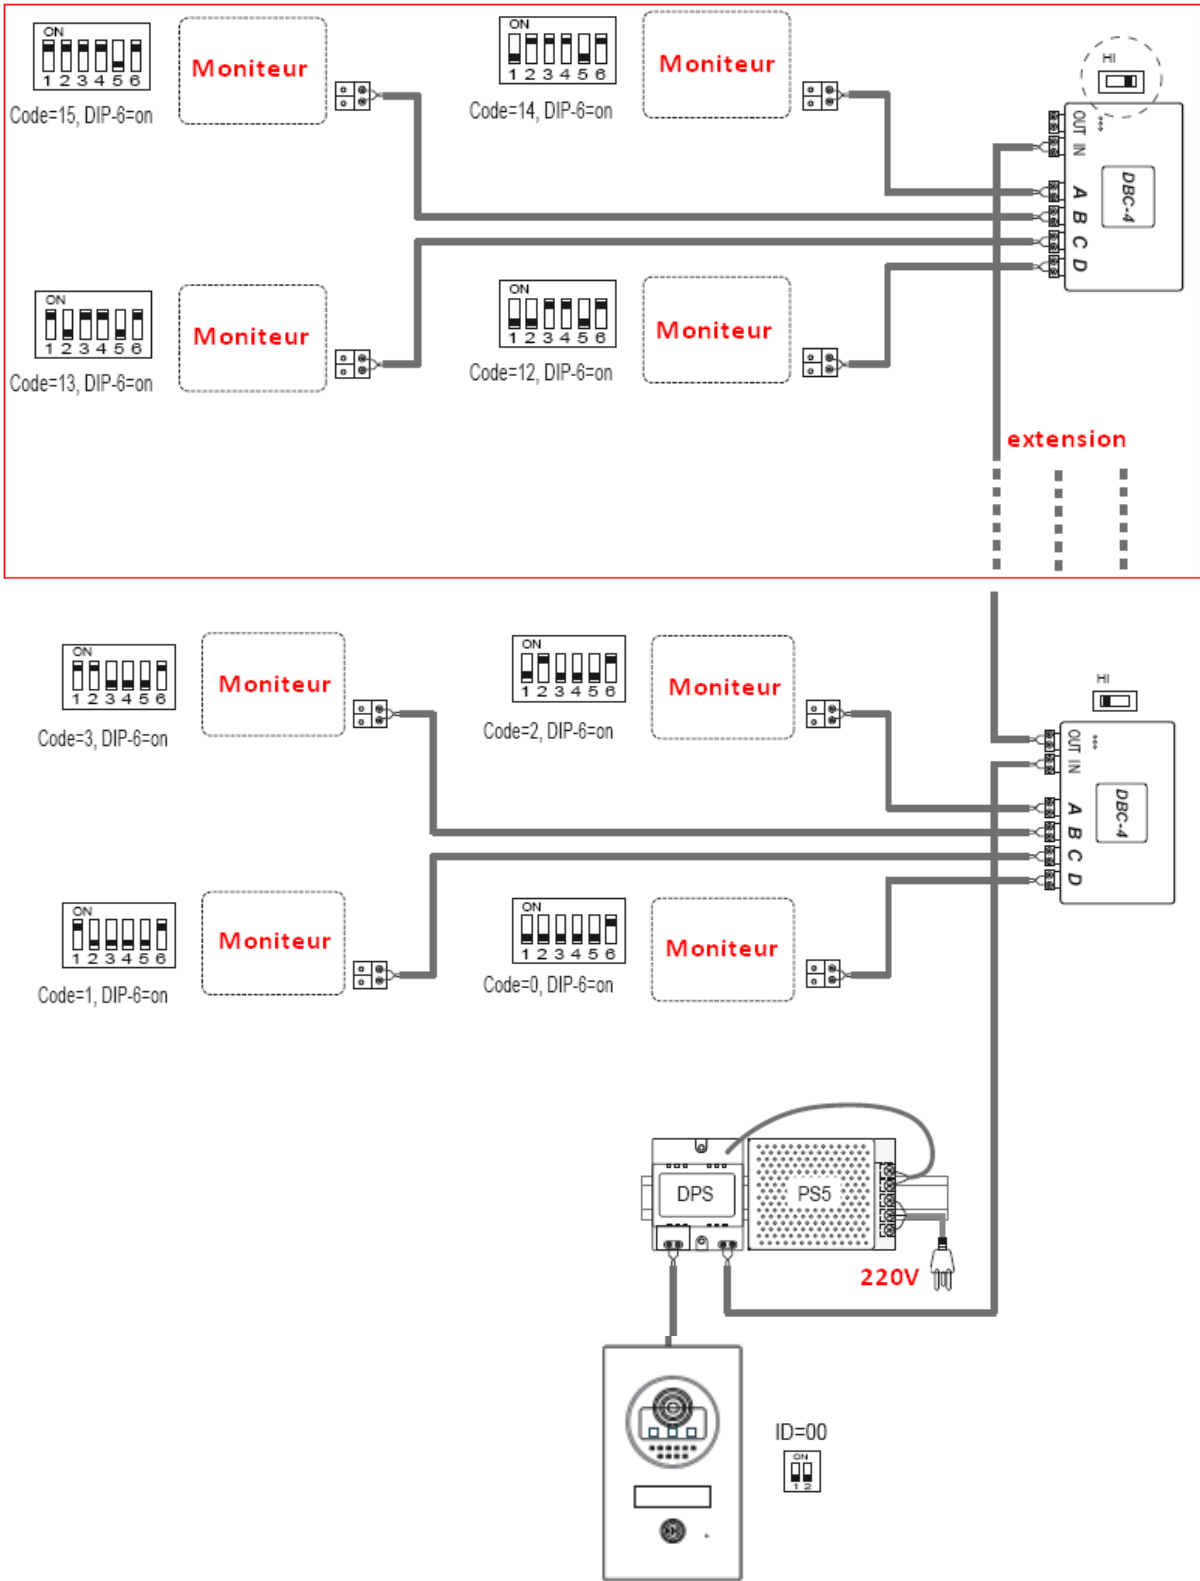 ON
1 2 3 4 5 6
Code=15, DIP-6=on
Moniteur
ON
1 2 3 4 5 6
Code=14, DIP-6=on
Moniteur
HI
OUT IN
A B C D
DBC-4
ON
1 2 3 4 5 6
Code=13, DIP-6=on
Moniteur
ON
1 2 3 4 5 6
Code=12, DIP-6=on
Moniteur
extension
ON
1 2 3 4 5 6
Code=3, DIP-6=on
Moniteur
ON
1 2 3 4 5 6
Code=2, DIP-6=on
Moniteur
HI
OUT IN
A B C D
DBC-4
ON
1 2 3 4 5 6
Code=1, DIP-6=on
Moniteur
ON
1 2 3 4 5 6
Code=0, DIP-6=on
Moniteur
DPS
PS5
220V
ID=00
ON
1 2